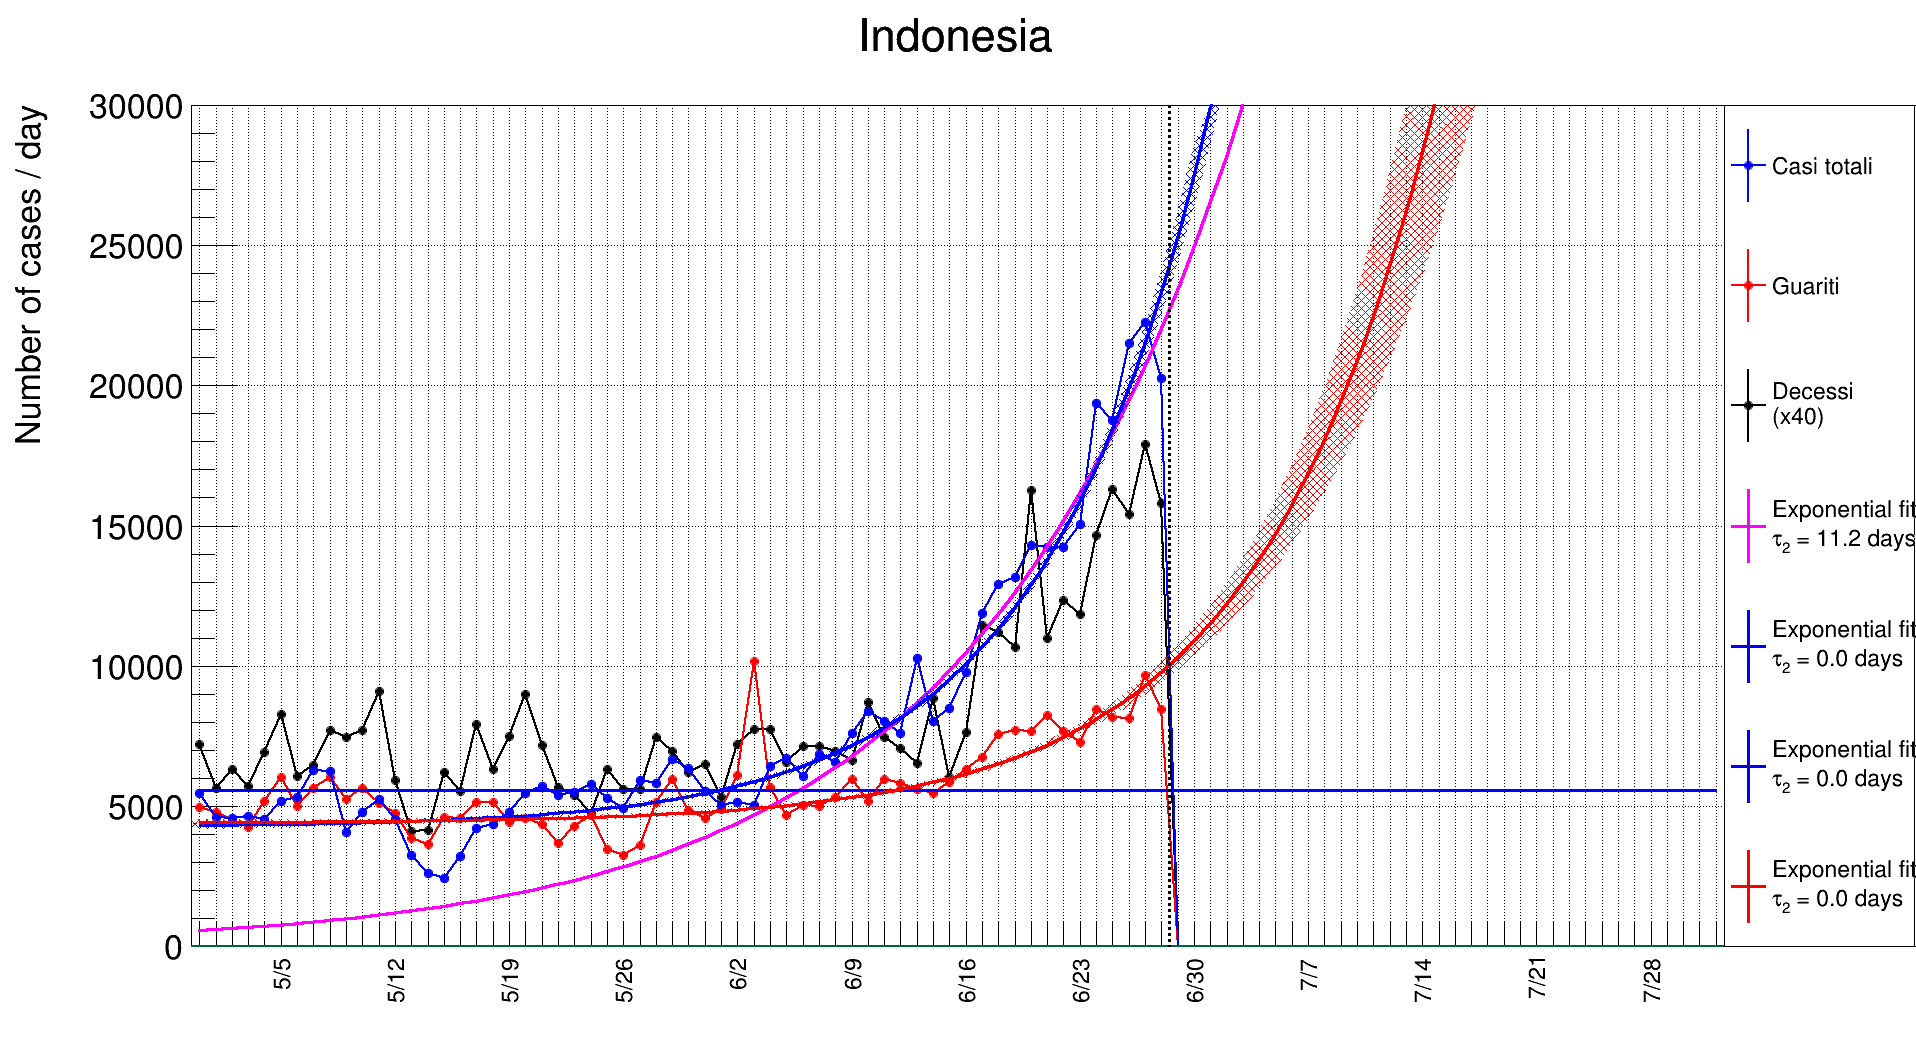 Indonesia
Number of cases / day
30000
25000
20000
15000
10000
5000
0
5/5
5/12
5/19
5/26
6/2
6/9
6/16
6/23
6/30
7/7
7/14
7/21
7/28
Casi totali
Guariti
Decessi
(x40)
Exponential fit
τ2 = 11.2 days
Exponential fit
τ2 = 0.0 days
Exponential fit
τ2 = 0.0 days
Exponential fit
τ2 = 0.0 days